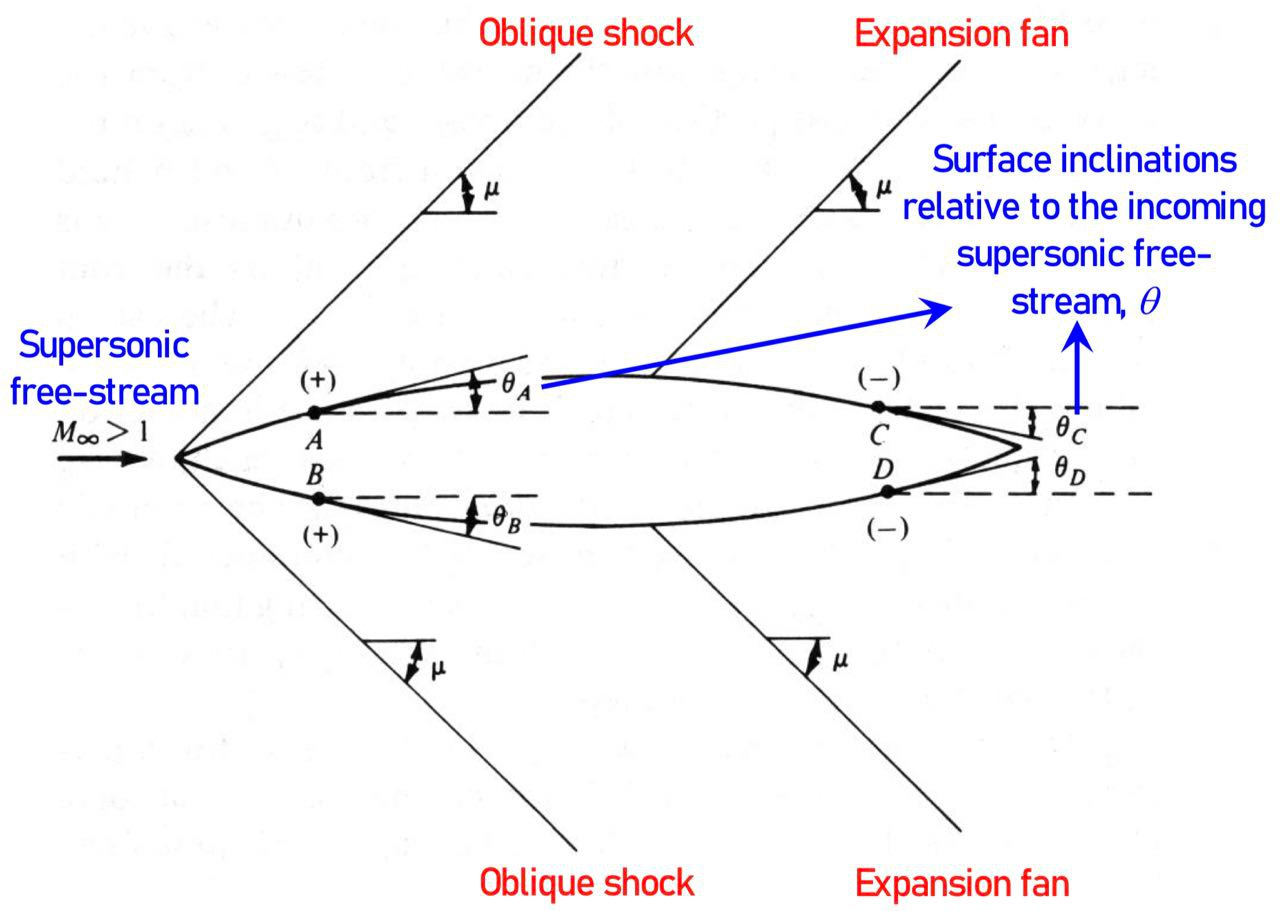 Oblique shock
Expansion fan
μ
μ
Surface inclinations
relative to the incoming
supersonic free-
stream, θ
Supersonic
free-stream
M∞ > 1
(+)
θA
A
B
θB
(+)
(−)
C
θC
D
θD
(−)
μ
μ
Oblique shock
Expansion fan